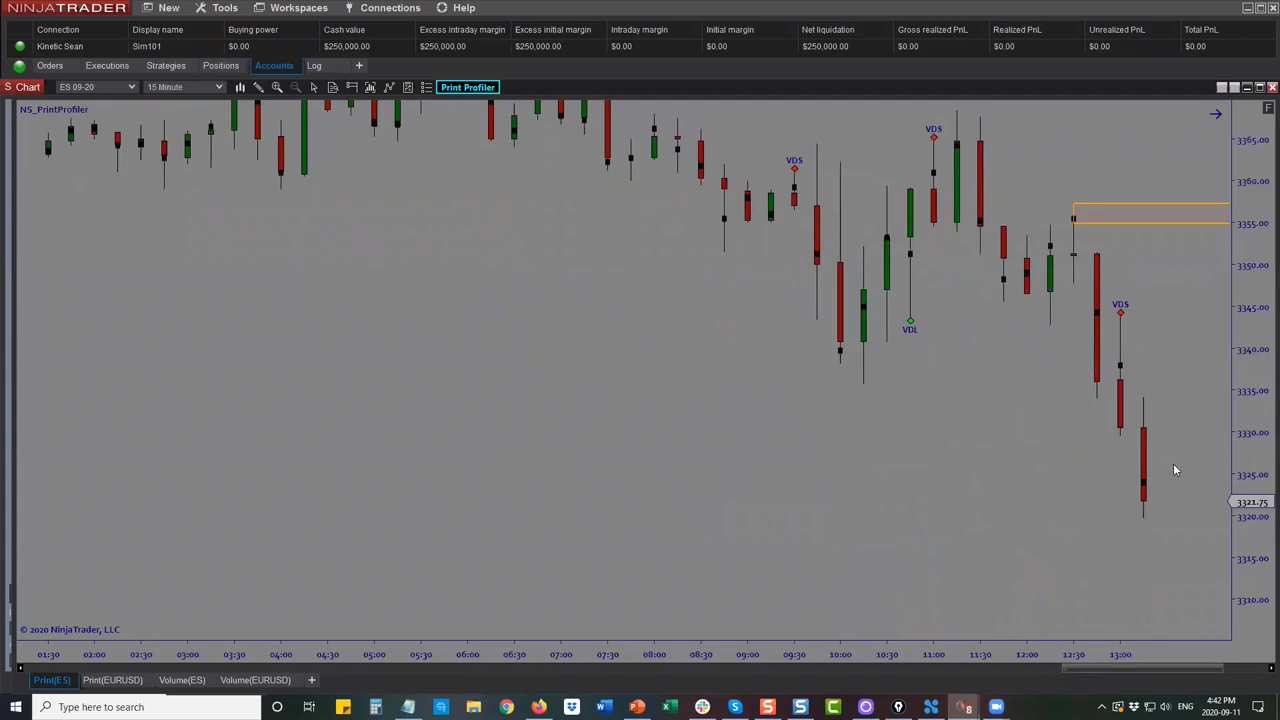 NINJATRADER New Tools Workspaces Connections Help
Connection Display name Buying power Cash value Excess intraday margin Excess initial margin Intraday margin Initial margin Net liquidation Gross realized PnL Realized PnL Unrealized PnL Total PnL
Kinetic Sean Sim101 $0.00 $250,000.00 $250,000.00 $250,000.00 $0.00 $0.00 $250,000.00 $0.00 $0.00 $0.00 $0.00
Orders Executions Strategies Positions Accounts Log +
S Chart ES 09-20 15 Minute Print Profiler
NS_PrintProfiler F
VDS
3365.00
VDS
3360.00
3355.00
3350.00
VDS
3345.00
VDL
3340.00
3335.00
3330.00
3325.00
3321.75
3320.00
3315.00
3310.00
© 2020 NinjaTrader, LLC
01:30 02:00 02:30 03:00 03:30 04:00 04:30 05:00 05:30 06:00 06:30 07:00 07:30 08:00 08:30 09:00 09:30 10:00 10:30 11:00 11:30 12:00 12:30 13:00
Print(ES) Print(EURUSD) Volume(ES) Volume(EURUSD) +
Type here to search
ENG 4:42 PM
2020-09-11